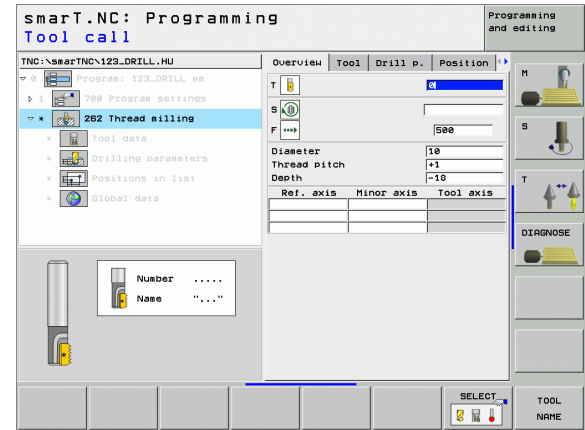 smarT.NC: Programming
Tool call
Programming
and editing
TNC:\smarTNC\123_DRILL.HU
0 Program: 123_DRILL mm
1 700 Program settings
* 262 Thread milling
* Tool data
* Drilling parameters
* Positions in list
* Global data
Number .....
Name "..."
Overview Tool Drill p. Position
T 0
S
F 500
Diameter 10
Thread pitch +1
Depth -18
Ref. axis Minor axis Tool axis
M
S
T
DIAGNOSE
SELECT
TOOL
NAME